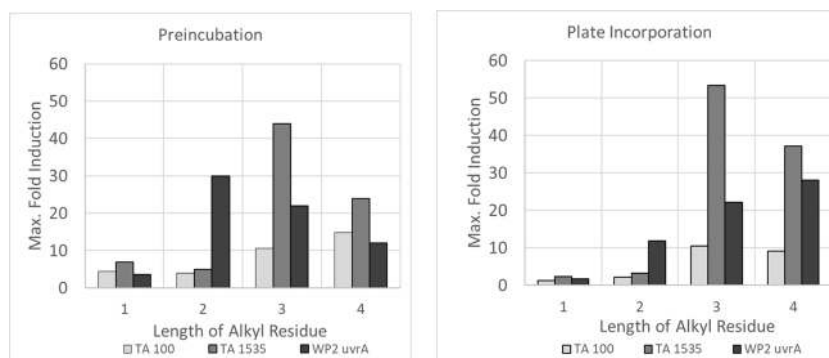 Preincubation
Max. Fold Induction
60
50
40
30
20
10
0
1 2 3 4
Length of Alkyl Residue
TA 100 TA 1535 WP2 uvrA
Plate Incorporation
Max. Fold Induction
60
50
40
30
20
10
0
1 2 3 4
Length of Alkyl Residue
TA 100 TA 1535 WP2 uvrA